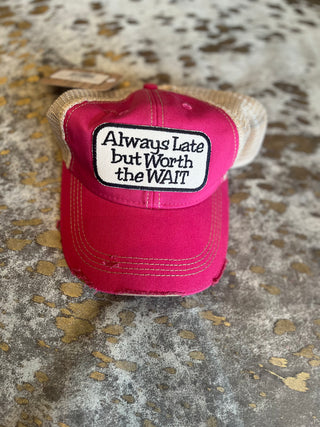 Always Late
but Worth
the WAIT